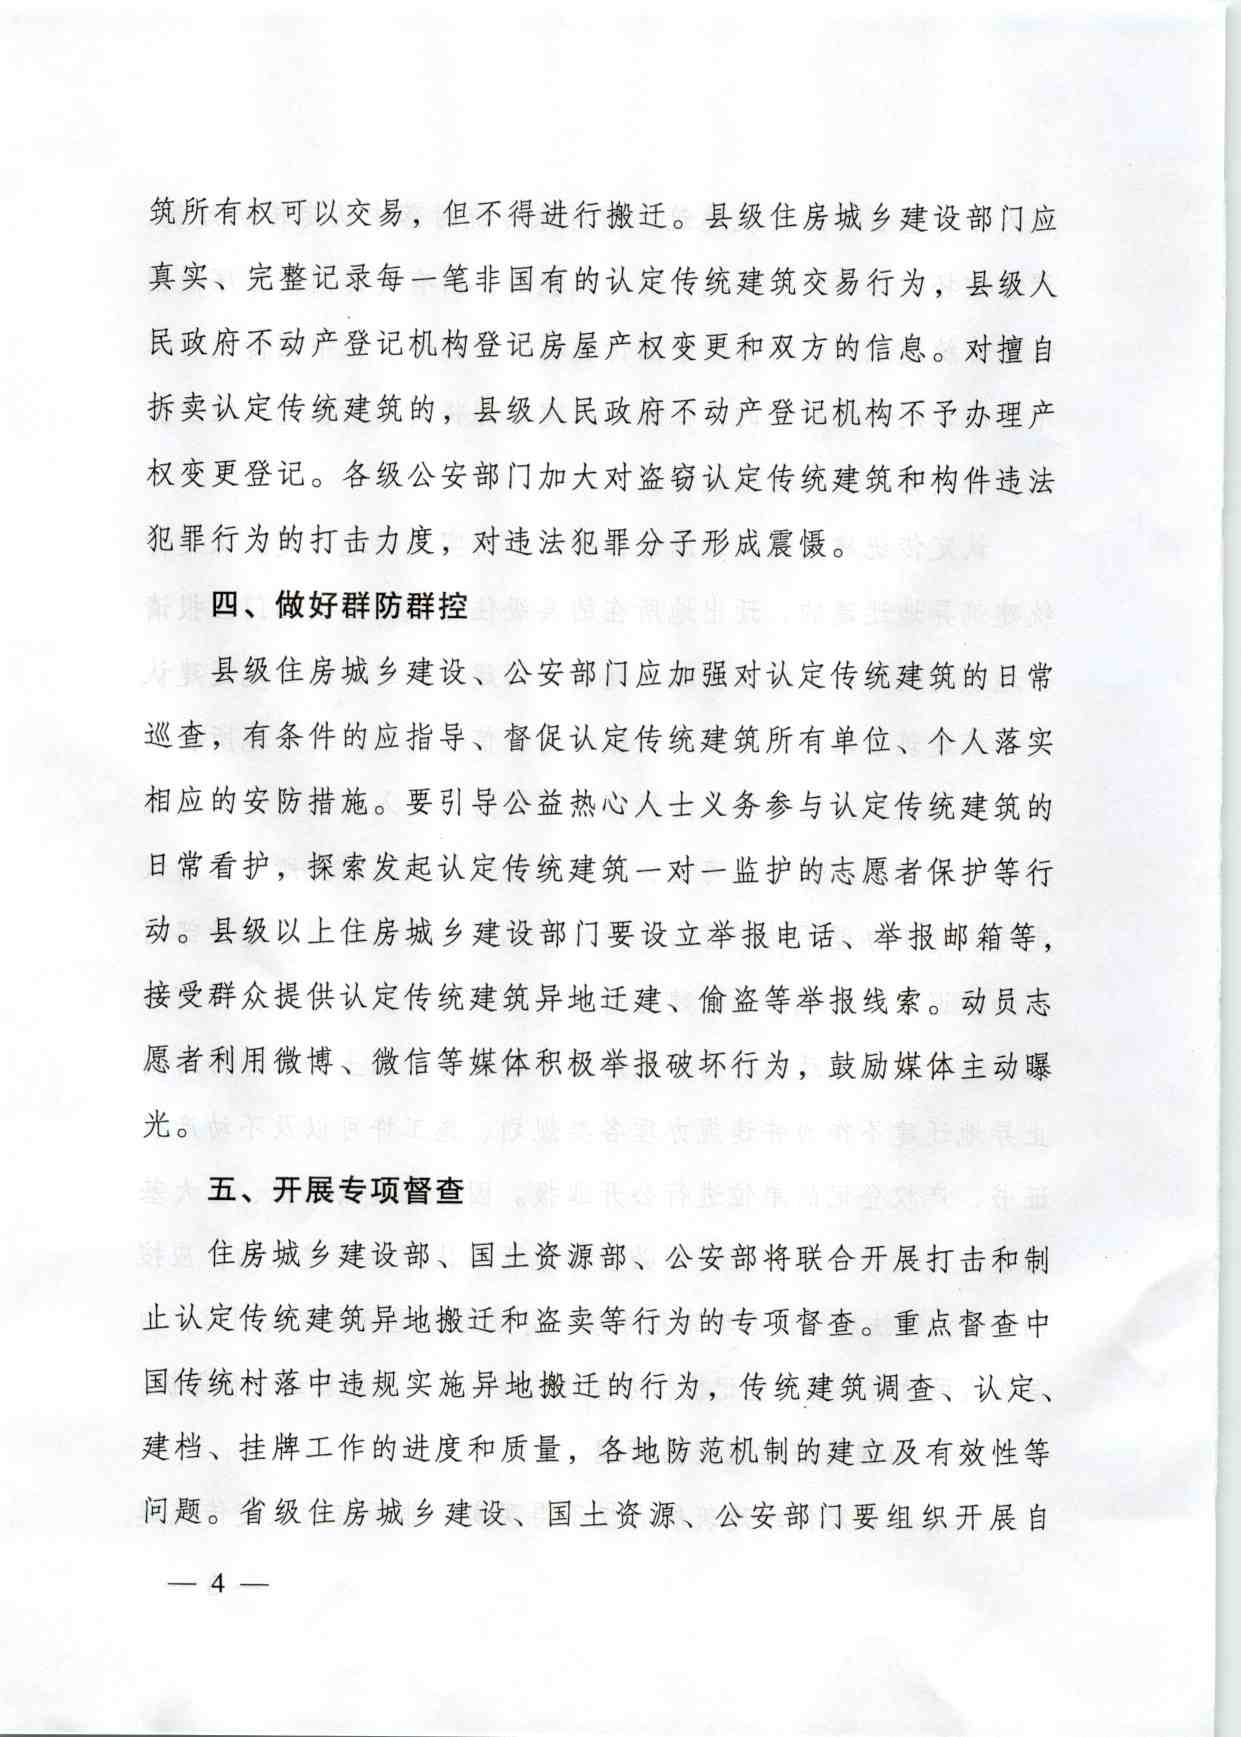 筑所有权可以交易，但不得进行搬迁。县级住房城乡建设部门应
真实、完整记录每一笔非国有的认定传统建筑交易行为，县级人
民政府不动产登记机构登记房屋产权变更和双方的信息。对擅自
拆卖认定传统建筑的，县级人民政府不动产登记机构不予办理产
权变更登记。各级公安部门加大对盗窃认定传统建筑和构件违法
犯罪行为的打击力度，对违法犯罪分子形成震慑。
四、做好群防群控
县级住房城乡建设、公安部门应加强对认定传统建筑的日常
巡查，有条件的应指导、督促认定传统建筑所有单位、个人落实
相应的安防措施。要引导公益热心人士义务参与认定传统建筑的
日常看护，探索发起认定传统建筑一对一监护的志愿者保护等行
动。县级以上住房城乡建设部门要设立举报电话、举报邮箱等，
接受群众提供认定传统建筑异地迁建、偷盗等举报线索。动员志
愿者利用微博、微信等媒体积极举报破坏行为，鼓励媒体主动曝
光。
五、开展专项督查
住房城乡建设部、国土资源部、公安部将联合开展打击和制
止认定传统建筑异地搬迁和盗卖等行为的专项督查。重点督查中
国传统村落中违规实施异地搬迁的行为，传统建筑调查、认定、
建档、挂牌工作的进度和质量，各地防范机制的建立及有效性等
问题。省级住房城乡建设、国土资源、公安部门要组织开展自
— 4 —